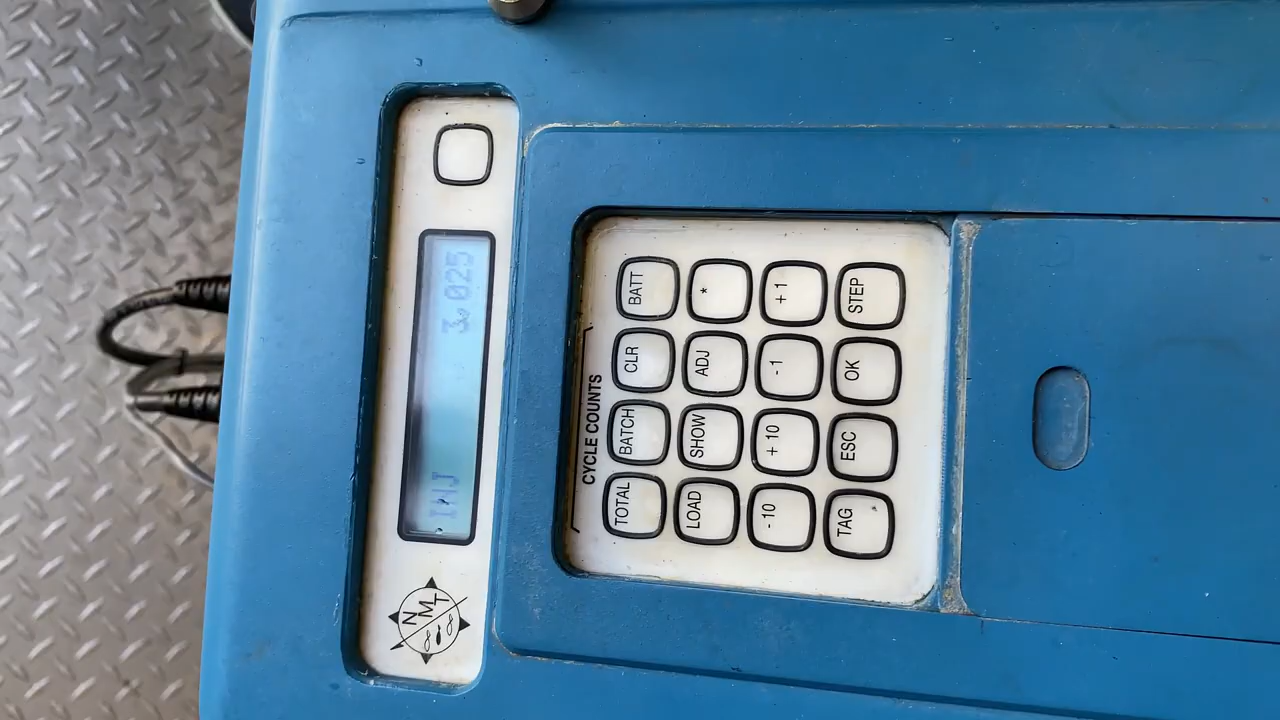 NMT
INJ 3.025
CYCLE COUNTS
TOTAL BATCH CLR BATT
LOAD SHOW ADJ *
-10 +10 -1 +1
TAG ESC OK STEP